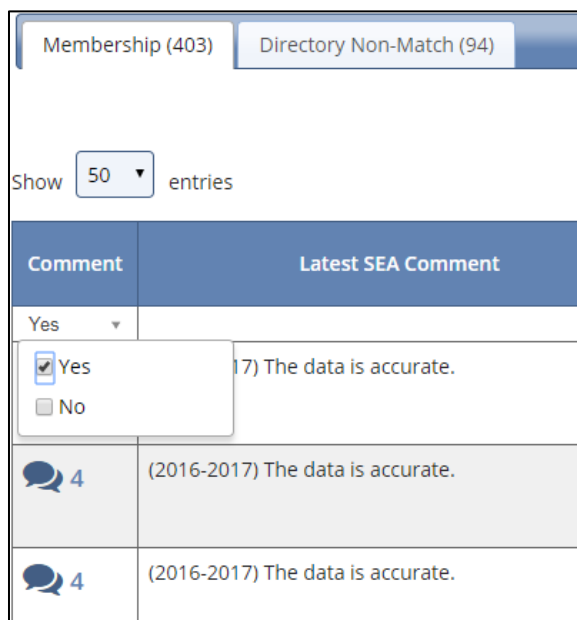 Membership (403) Directory Non-Match (94)
Show 50 entries
Comment Latest SEA Comment
Yes
Yes 17) The data is accurate.
No
4 (2016-2017) The data is accurate.
4 (2016-2017) The data is accurate.